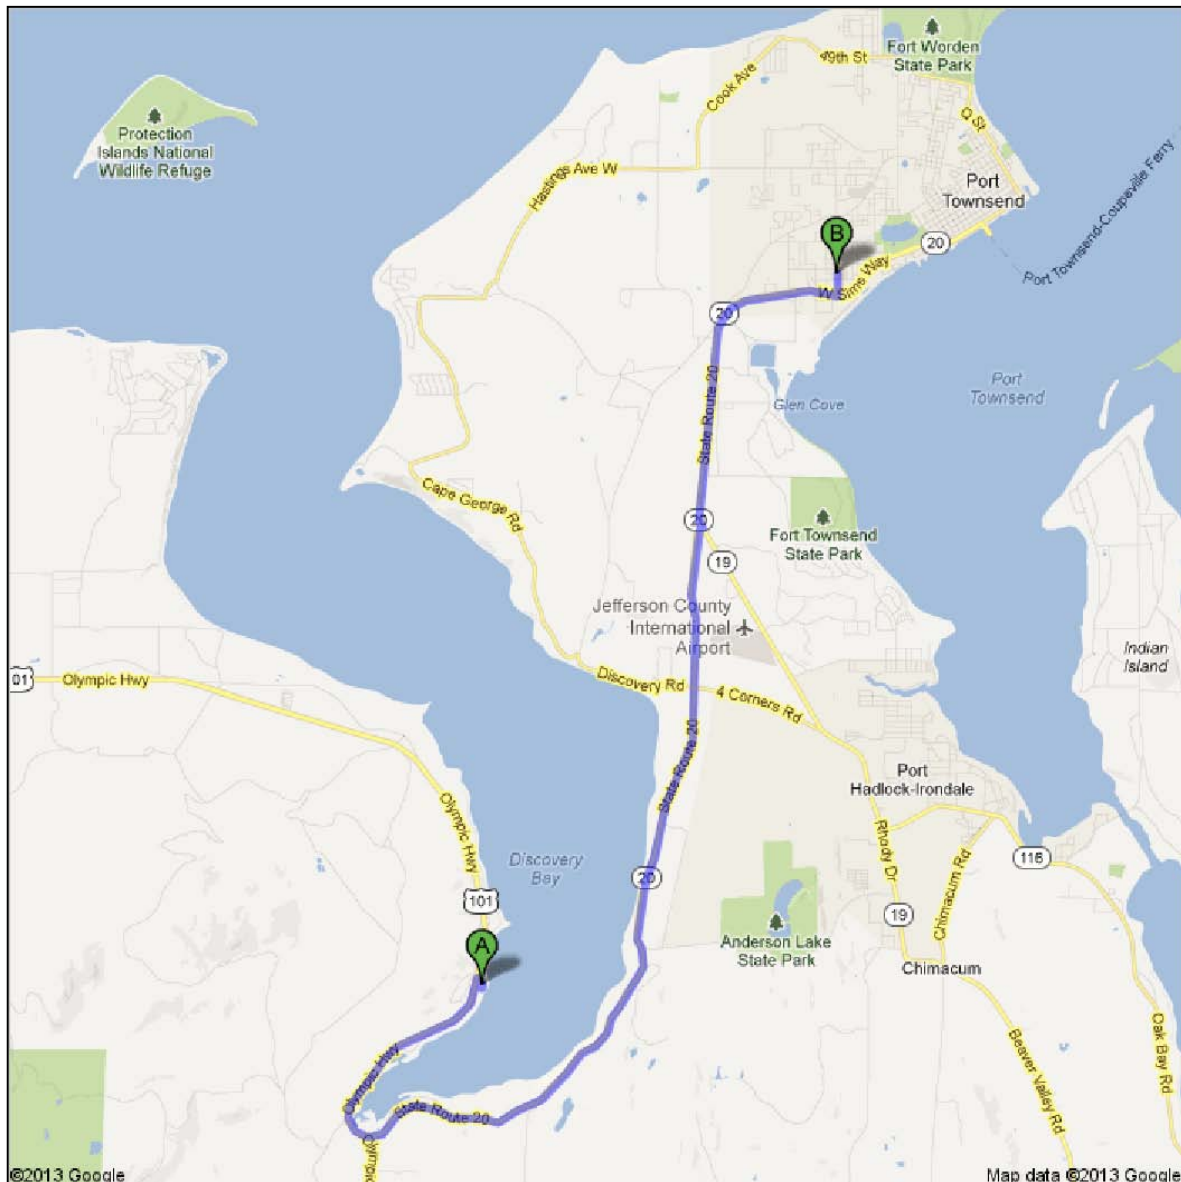 Fort Worden
State Park
49th St
Cook Ave
Q St
Protection
Islands National
Wildlife Refuge
Hastings Ave W
Port
Townsend
Port Townsend-Coupeville Ferry
B
20
W Sims Way
20
Port
Townsend
Glen Cove
State Route 20
Cape George Rd
20
Fort Townsend
State Park
19
Jefferson County
International
Airport
Indian
Island
01
Olympic Hwy
Discovery Rd
4 Corners Rd
State Route 20
Port
Hadlock-Irondale
Olympic Hwy
Rhody Dr
Discovery
Bay
116
Chimacum Rd
20
101
19
A
Anderson Lake
State Park
Chimacum
Olympic Hwy
Oak Bay Rd
Beaver Valley Rd
State Route 20
Olympic
©2013 Google
Map data ©2013 Google